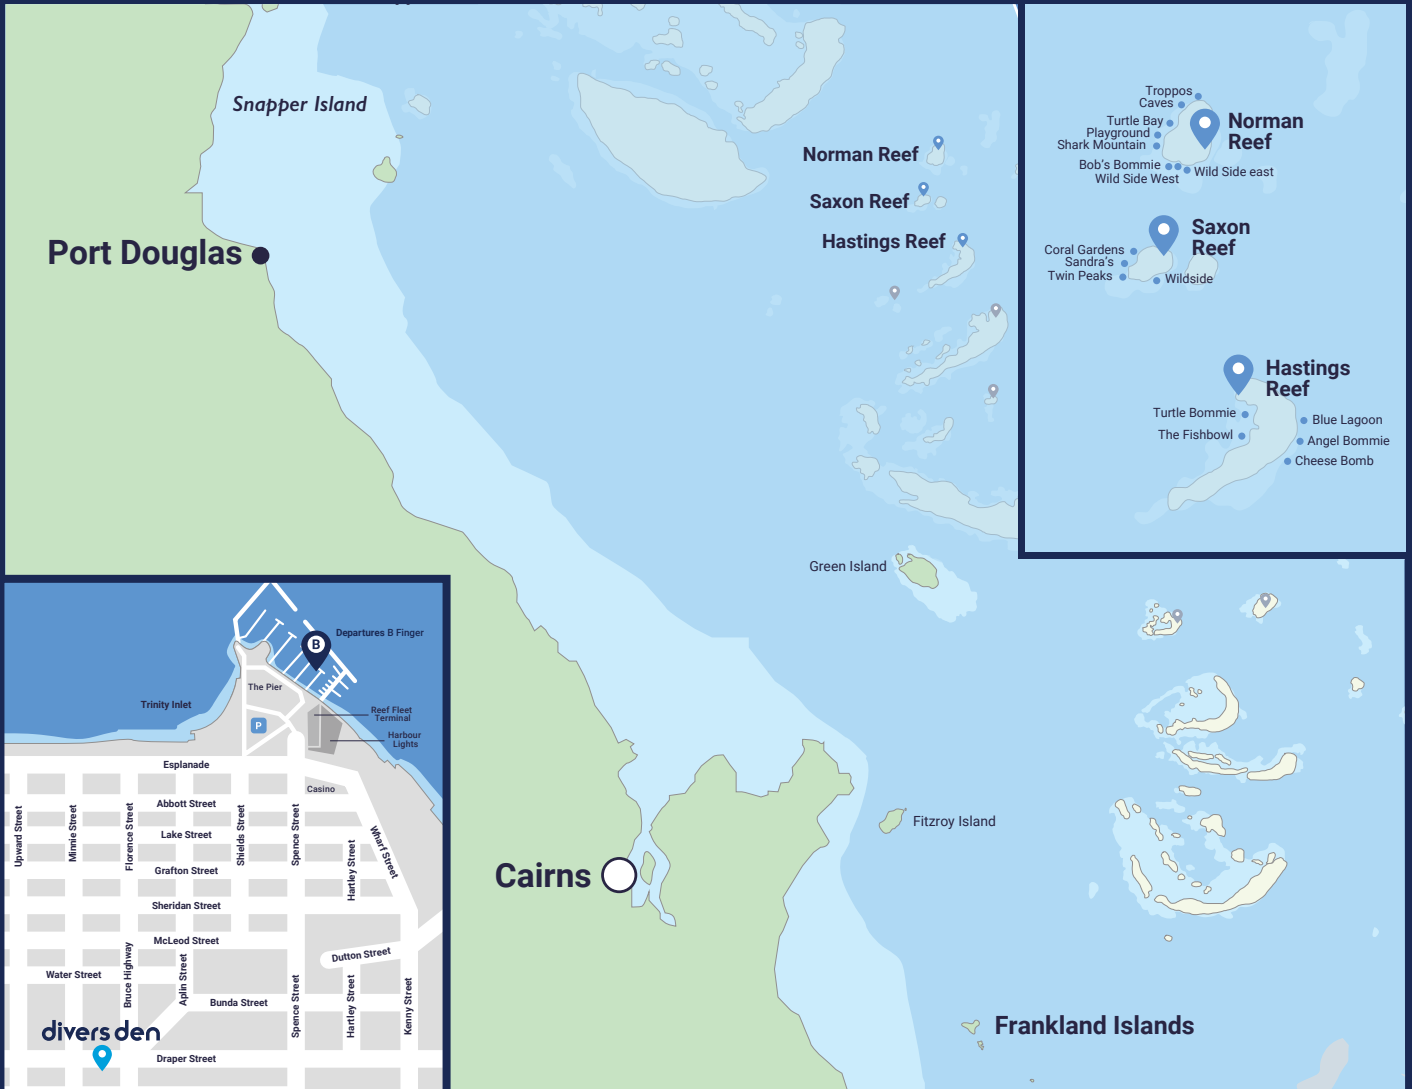 Snapper Island
Port Douglas
Norman Reef
Saxon Reef
Hastings Reef
Green Island
Fitzroy Island
Cairns
Frankland Islands
Troppos
Caves
Turtle Bay
Playground
Shark Mountain
Bob's Bommie
Wild Side West
Wild Side east
Norman
Reef
Coral Gardens
Sandra's
Twin Peaks
Wildside
Saxon
Reef
Hastings
Reef
Turtle Bommie
The Fishbowl
Blue Lagoon
Angel Bommie
Cheese Bomb
B
Departures B Finger
The Pier
Trinity Inlet
P
Reef Fleet
Terminal
Harbour
Lights
Esplanade
Casino
Abbott Street
Lake Street
Grafton Street
Sheridan Street
McLeod Street
Water Street
Bunda Street
Draper Street
Dutton Street
Upward Street
Minnie Street
Florence Street
Shields Street
Spence Street
Hartley Street
Wharf Street
Bruce Highway
Aplin Street
Spence Street
Hartley Street
Kenny Street
divers den